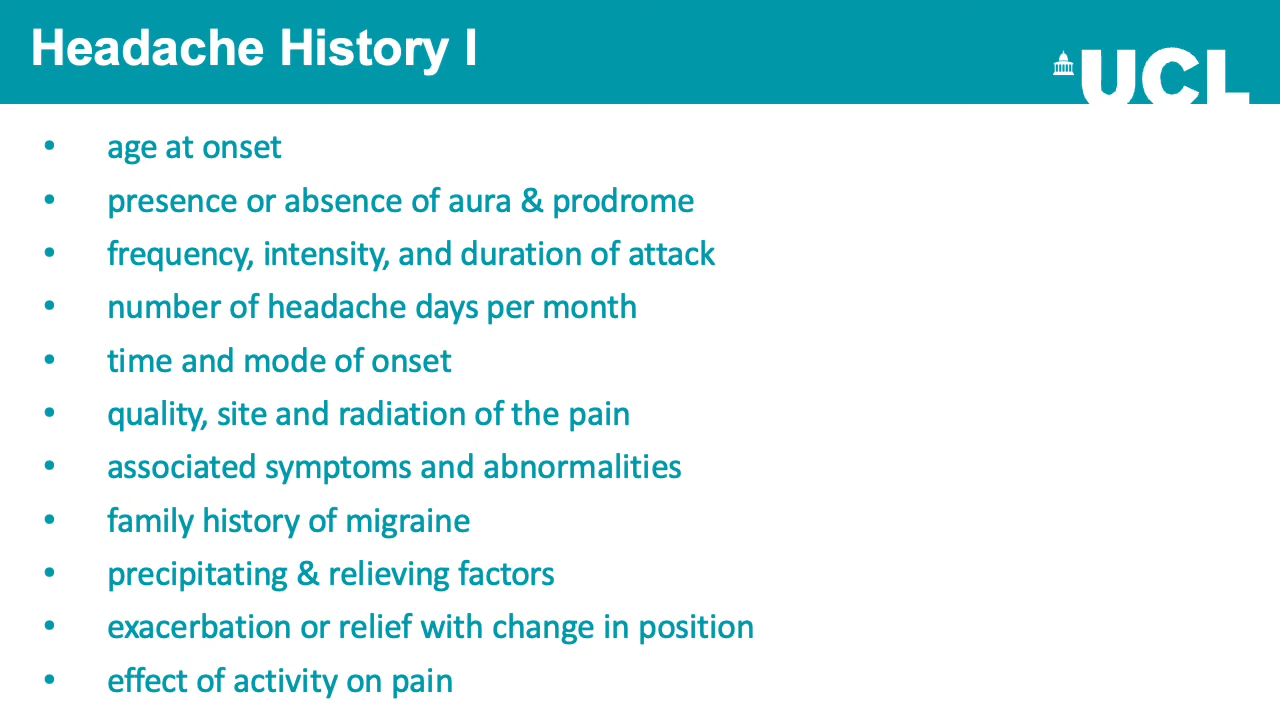 Headache History I
UCL
• age at onset
• presence or absence of aura & prodrome
• frequency, intensity, and duration of attack
• number of headache days per month
• time and mode of onset
• quality, site and radiation of the pain
• associated symptoms and abnormalities
• family history of migraine
• precipitating & relieving factors
• exacerbation or relief with change in position
• effect of activity on pain